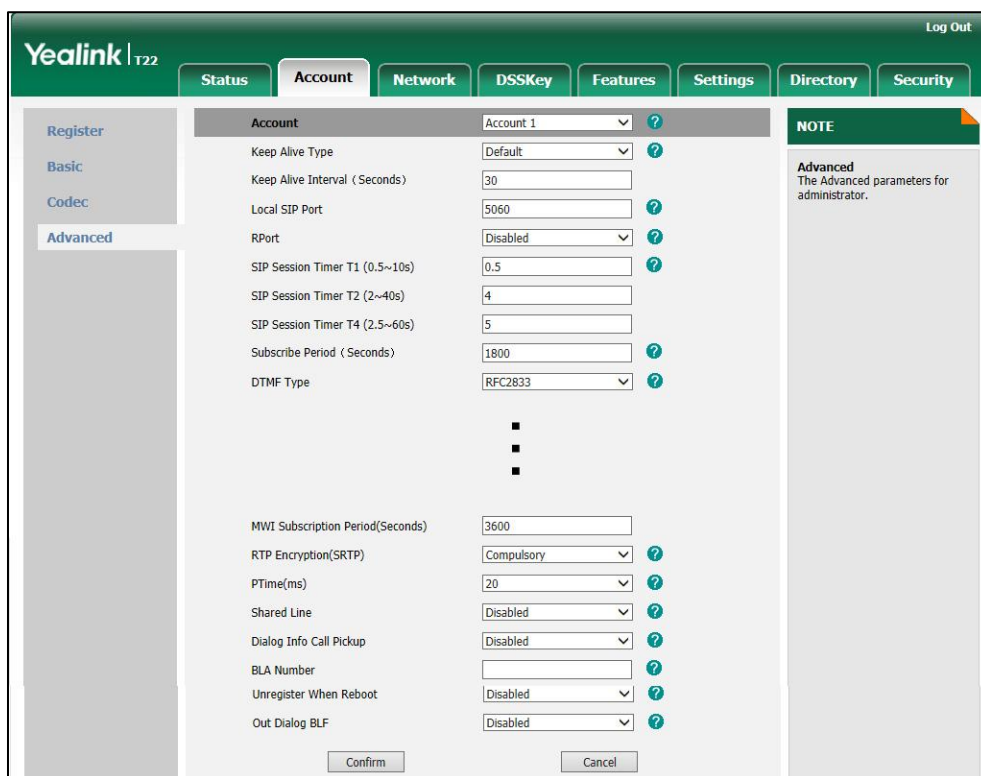 Log Out
Yealink T22
Status Account Network DSSKey Features Settings Directory Security
Register
Basic
Codec
Advanced
Account Account 1 ?
Keep Alive Type Default ?
Keep Alive Interval (Seconds) 30
Local SIP Port 5060 ?
RPort Disabled ?
SIP Session Timer T1 (0.5~10s) 0.5 ?
SIP Session Timer T2 (2~40s) 4
SIP Session Timer T4 (2.5~60s) 5
Subscribe Period (Seconds) 1800 ?
DTMF Type RFC2833 ?
MWI Subscription Period(Seconds) 3600
RTP Encryption(SRTP) Compulsory ?
PTime(ms) 20 ?
Shared Line Disabled ?
Dialog Info Call Pickup Disabled ?
BLA Number ?
Unregister When Reboot Disabled ?
Out Dialog BLF Disabled ?
Confirm Cancel
NOTE
Advanced
The Advanced parameters for
administrator.